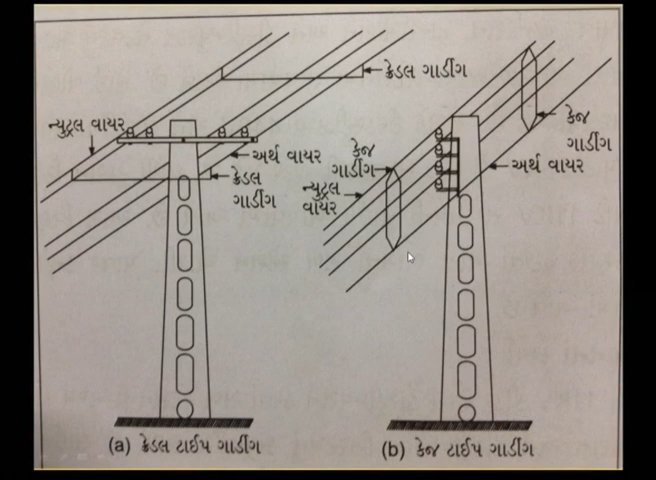 ક્રેડલ ગાર્ડીંગ
ન્યુટ્રલ વાયર
અર્થ વાયર
ક્રેડલ
ગાર્ડીંગ
(a) ક્રેડલ ટાઈપ ગાર્ડીંગ
કેજ
ગાર્ડીંગ
કેજ
ગાર્ડીંગ
અર્થ વાયર
ન્યુટ્રલ
વાયર
(b) કેજ ટાઈપ ગાર્ડીંગ